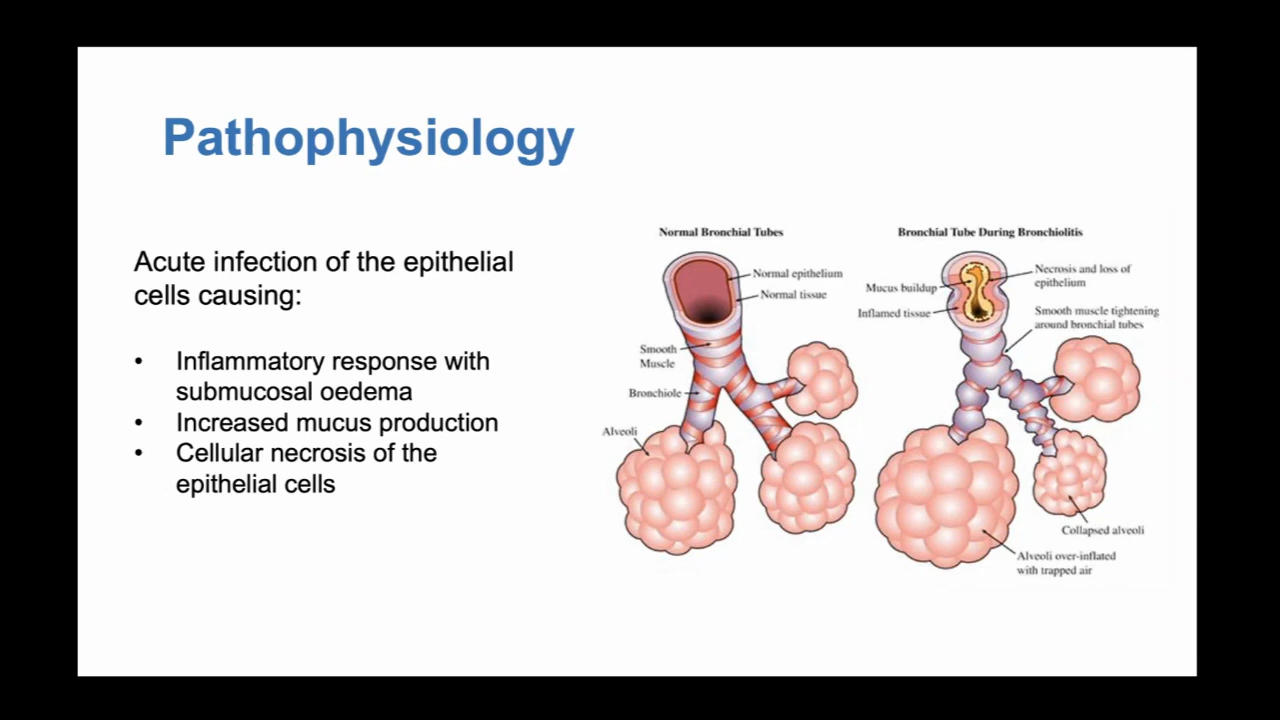 Pathophysiology
Acute infection of the epithelial
cells causing:
• Inflammatory response with
submucosal oedema
• Increased mucus production
• Cellular necrosis of the
epithelial cells
Normal Bronchial Tubes
Normal epithelium
Normal tissue
Smooth
Muscle
Bronchiole
Alveoli
Bronchial Tube During Bronchiolitis
Mucus buildup
Inflamed tissue
Necrosis and loss of
epithelium
Smooth muscle tightening
around bronchial tubes
Collapsed alveoli
Alveoli over-inflated
with trapped air